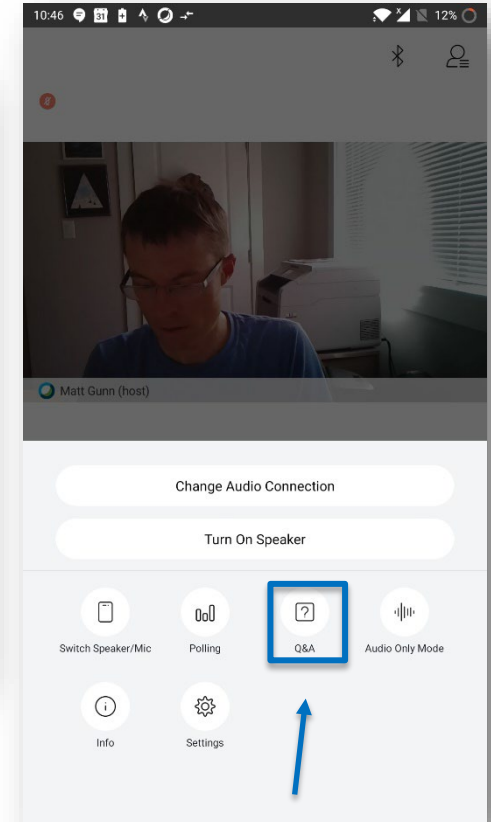 10:46
31
12%
Matt Gunn (host)
Change Audio Connection
Turn On Speaker
Switch Speaker/Mic
Polling
Q&A
Audio Only Mode
Info
Settings